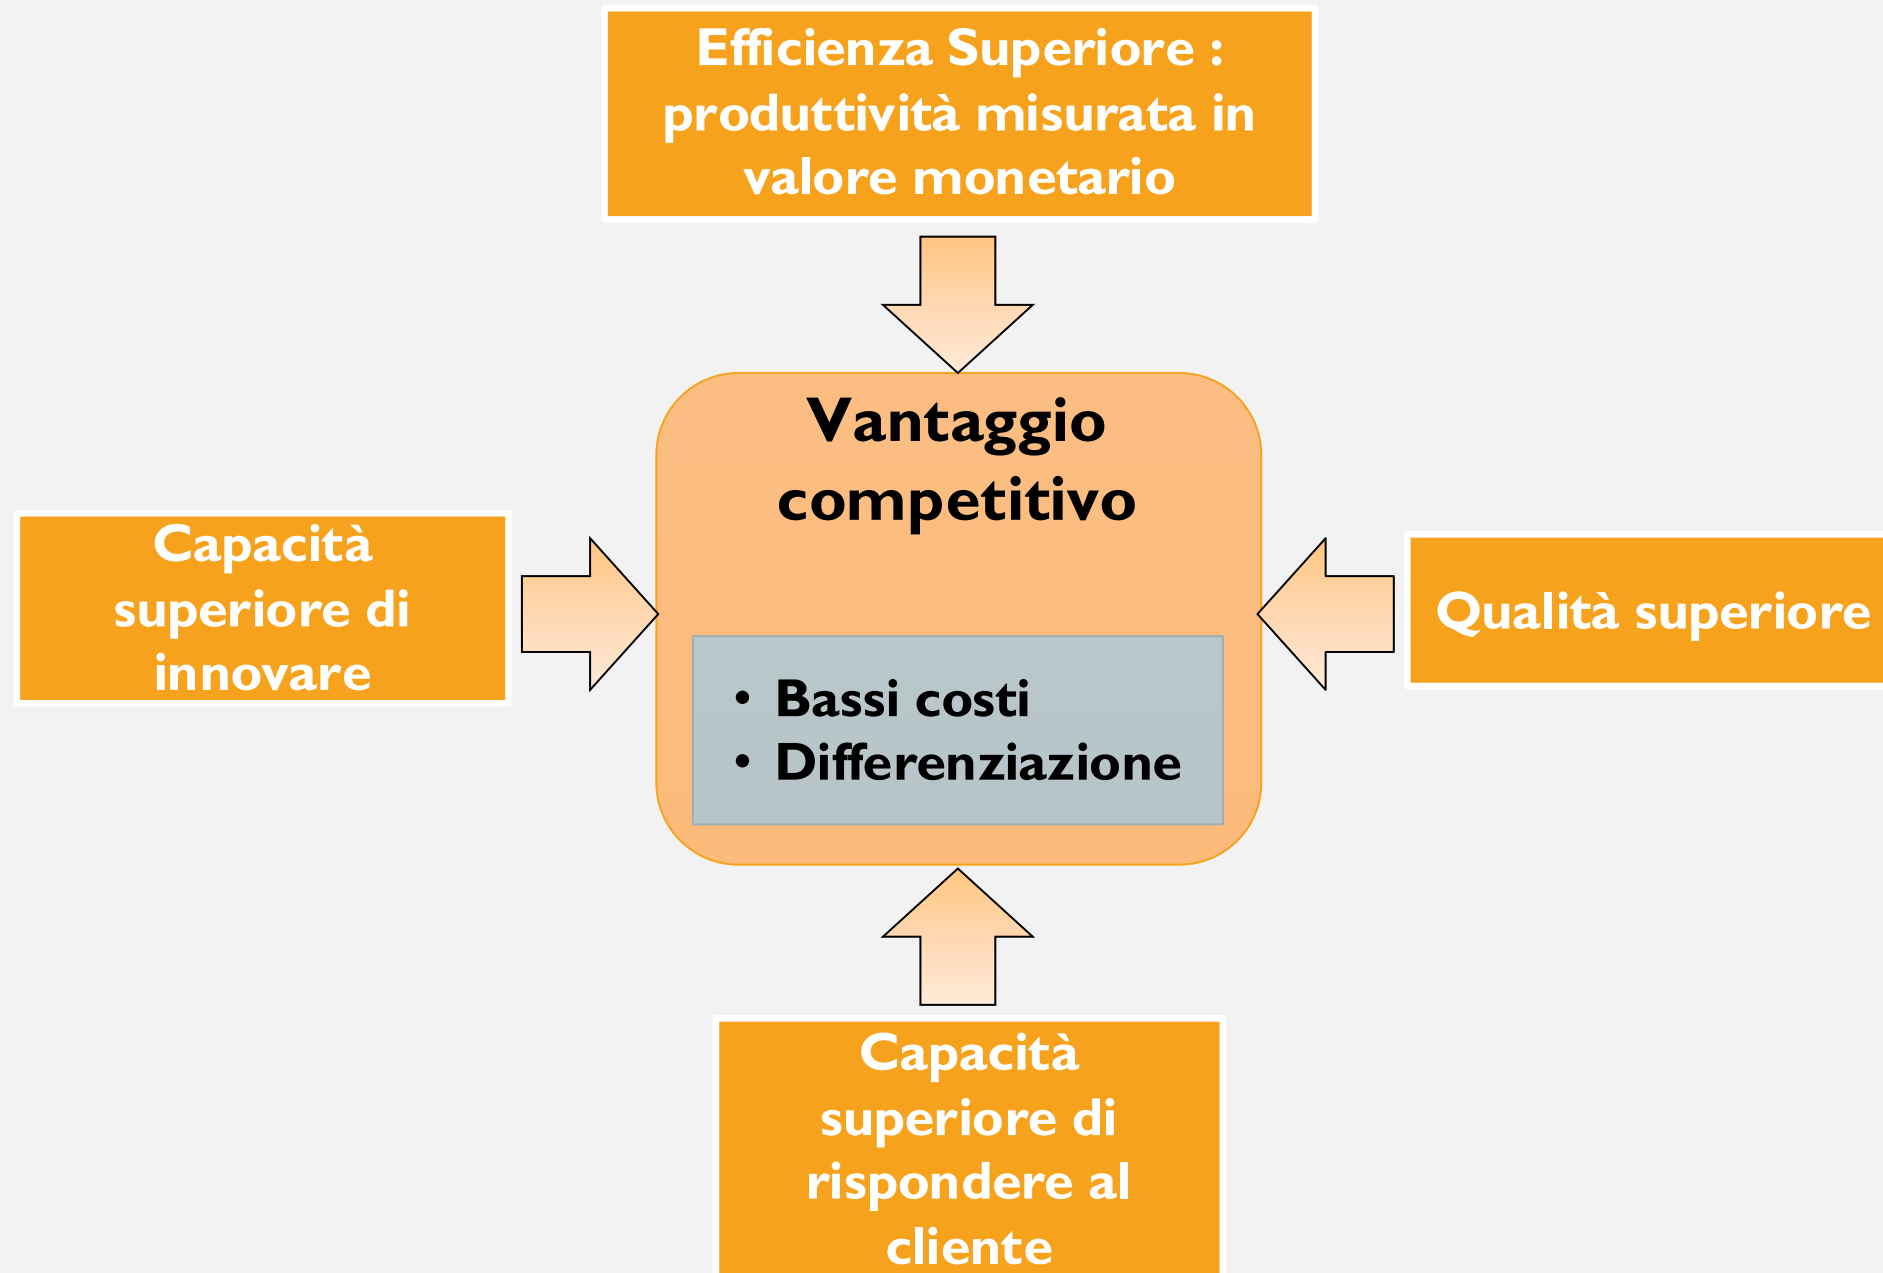 Efficienza Superiore :
produttività misurata in
valore monetario
Vantaggio
competitivo
Capacità
superiore di
innovare
Qualità superiore
• Bassi costi
• Differenziazione
Capacità
superiore di
rispondere al
cliente